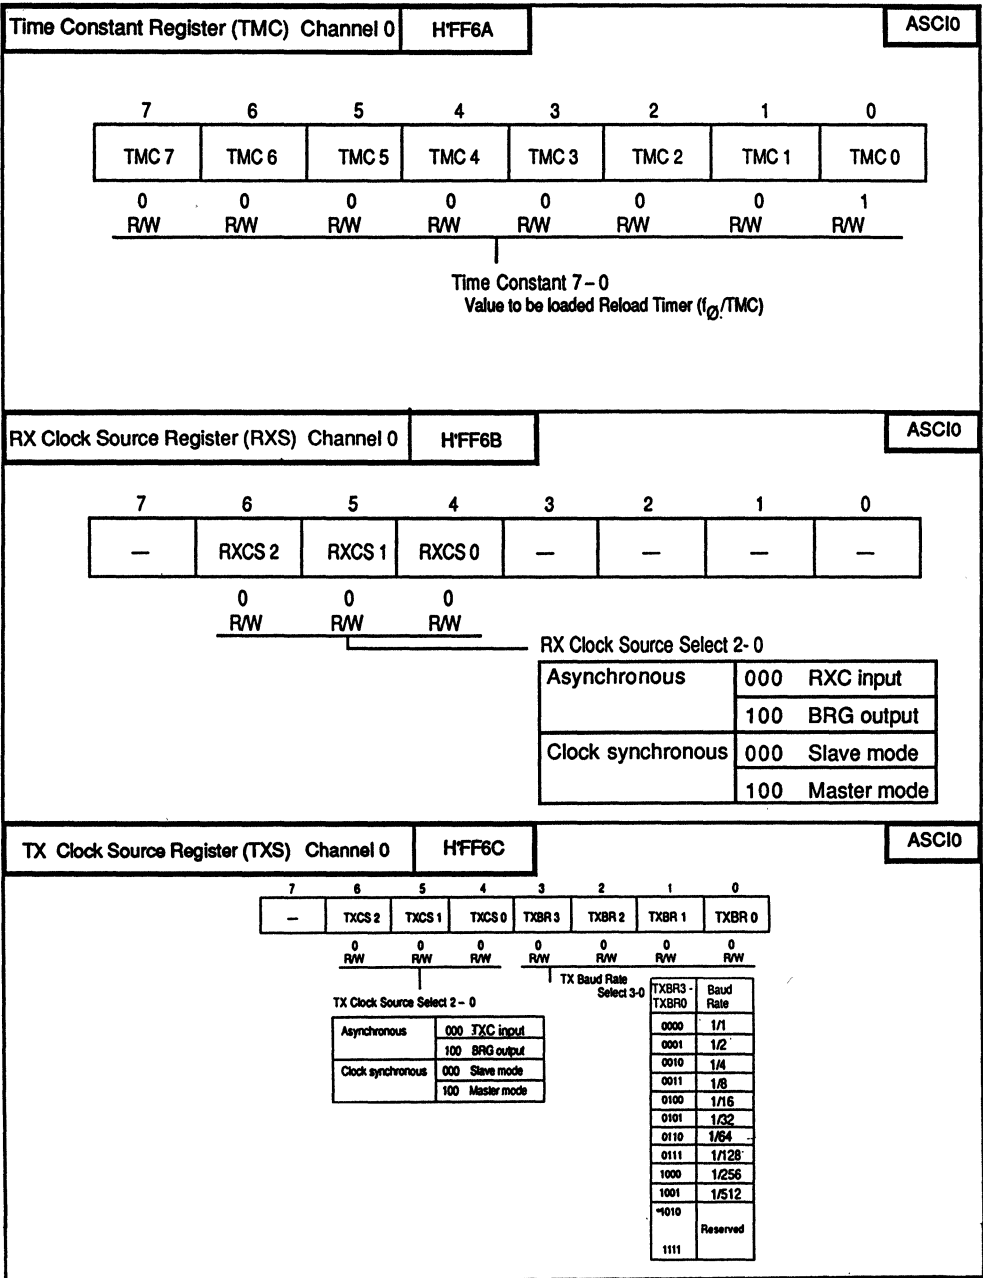 Time Constant Register (TMC) Channel 0 H'FF6A ASCI0
7 6 5 4 3 2 1 0
TMC 7 TMC 6 TMC 5 TMC 4 TMC 3 TMC 2 TMC 1 TMC 0
0 0 0 0 0 0 0 1
R/W R/W R/W R/W R/W R/W R/W R/W
Time Constant 7 – 0
Value to be loaded Reload Timer (fØ/TMC)
RX Clock Source Register (RXS) Channel 0 H'FF6B ASCI0
7 6 5 4 3 2 1 0
— RXCS 2 RXCS 1 RXCS 0 — — — —
0 0 0
R/W R/W R/W
RX Clock Source Select 2- 0
Asynchronous 000 RXC input
100 BRG output
Clock synchronous 000 Slave mode
100 Master mode
TX Clock Source Register (TXS) Channel 0 H'FF6C ASCI0
7 6 5 4 3 2 1 0
— TXCS 2 TXCS 1 TXCS 0 TXBR 3 TXBR 2 TXBR 1 TXBR 0
0 0 0 0 0 0 0
R/W R/W R/W R/W R/W R/W R/W
TX Clock Source Select 2 – 0
Asynchronous 000 TXC input
100 BRG output
Clock synchronous 000 Slave mode
100 Master mode
TX Baud Rate
Select 3-0
TXBR3 - Baud
TXBR0 Rate
0000 1/1
0001 1/2
0010 1/4
0011 1/8
0100 1/16
0101 1/32
0110 1/64
0111 1/128
1000 1/256
1001 1/512
1010
Reserved
1111